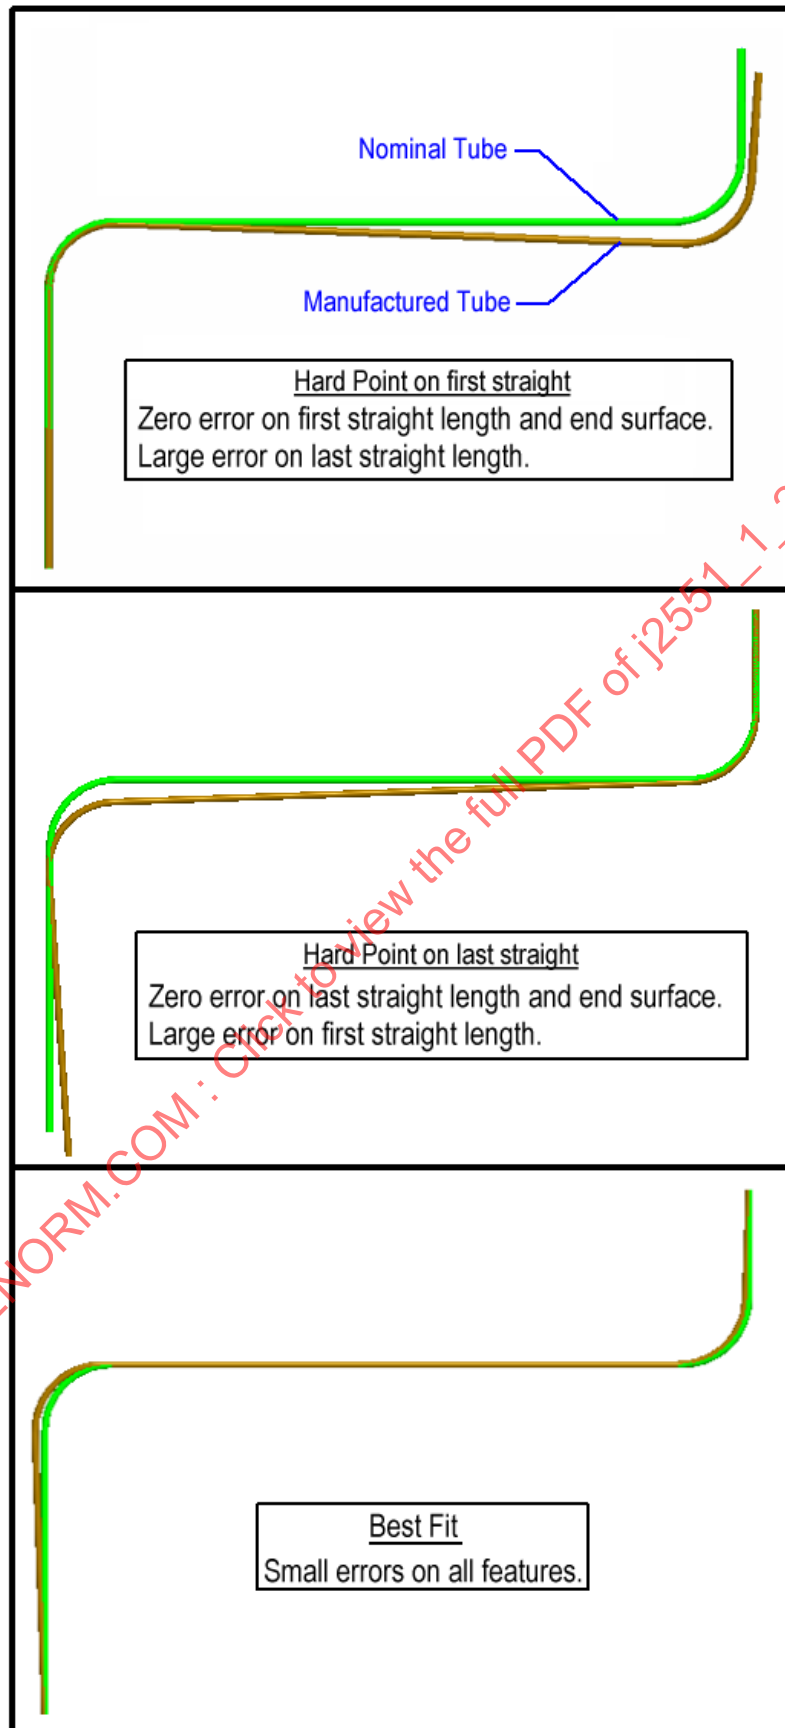 Nominal Tube
Manufactured Tube
Hard Point on first straight
Zero error on first straight length and end surface.
Large error on last straight length.
Hard Point on last straight
Zero error on last straight length and end surface.
Large error on first straight length.
Best Fit
Small errors on all features.
NORM.COM : Click to view the full PDF of j2551_1_